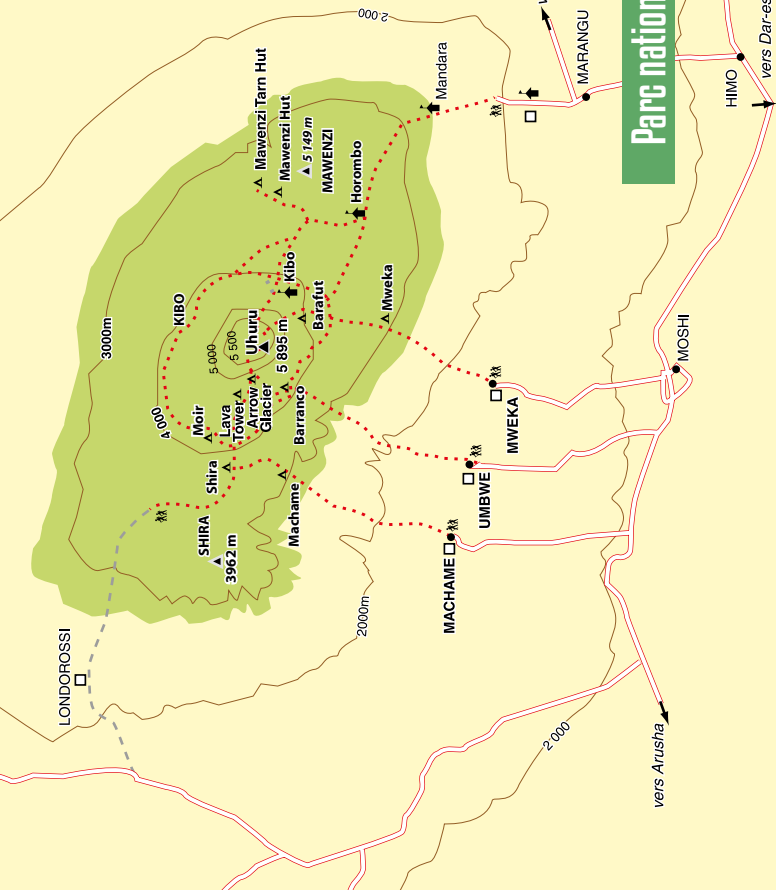 LONDOROSSI
3000m
KIBO
4 000
5 000
5 500
Mawenzi Tarn Hut
Mawenzi Hut
5 149 m
MAWENZI
Horombo
Mandara
Kibo
Uhuru
5 895 m
Barafut
Mweka
Moir
Lava
Tower
Arrow
Glacier
Barranco
Shira
SHIRA
3962 m
Machame
2 000
2000m
2'000
MACHAME
UMBWE
MWEKA
MOSHI
MARANGU
HIMO
vers Dar-es
vers Arusha
Parc nation